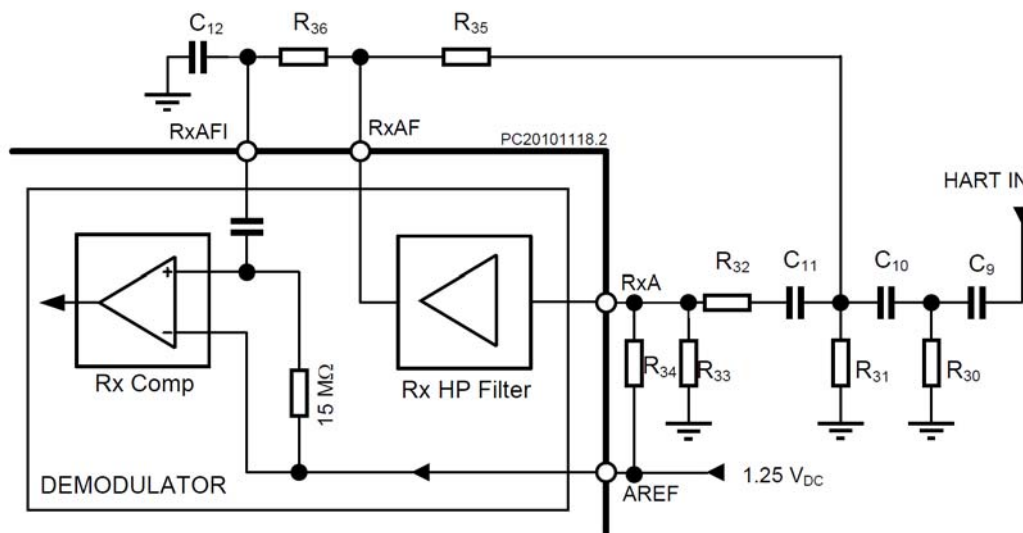 C12
R36
R35
RxAFI
RxAF
PC20101118.2
HART IN
RxA
R32
C11
C10
C9
+
−
Rx Comp
15 MΩ
Rx HP Filter
R34
R33
R31
R30
DEMODULATOR
AREF
1.25 VDC